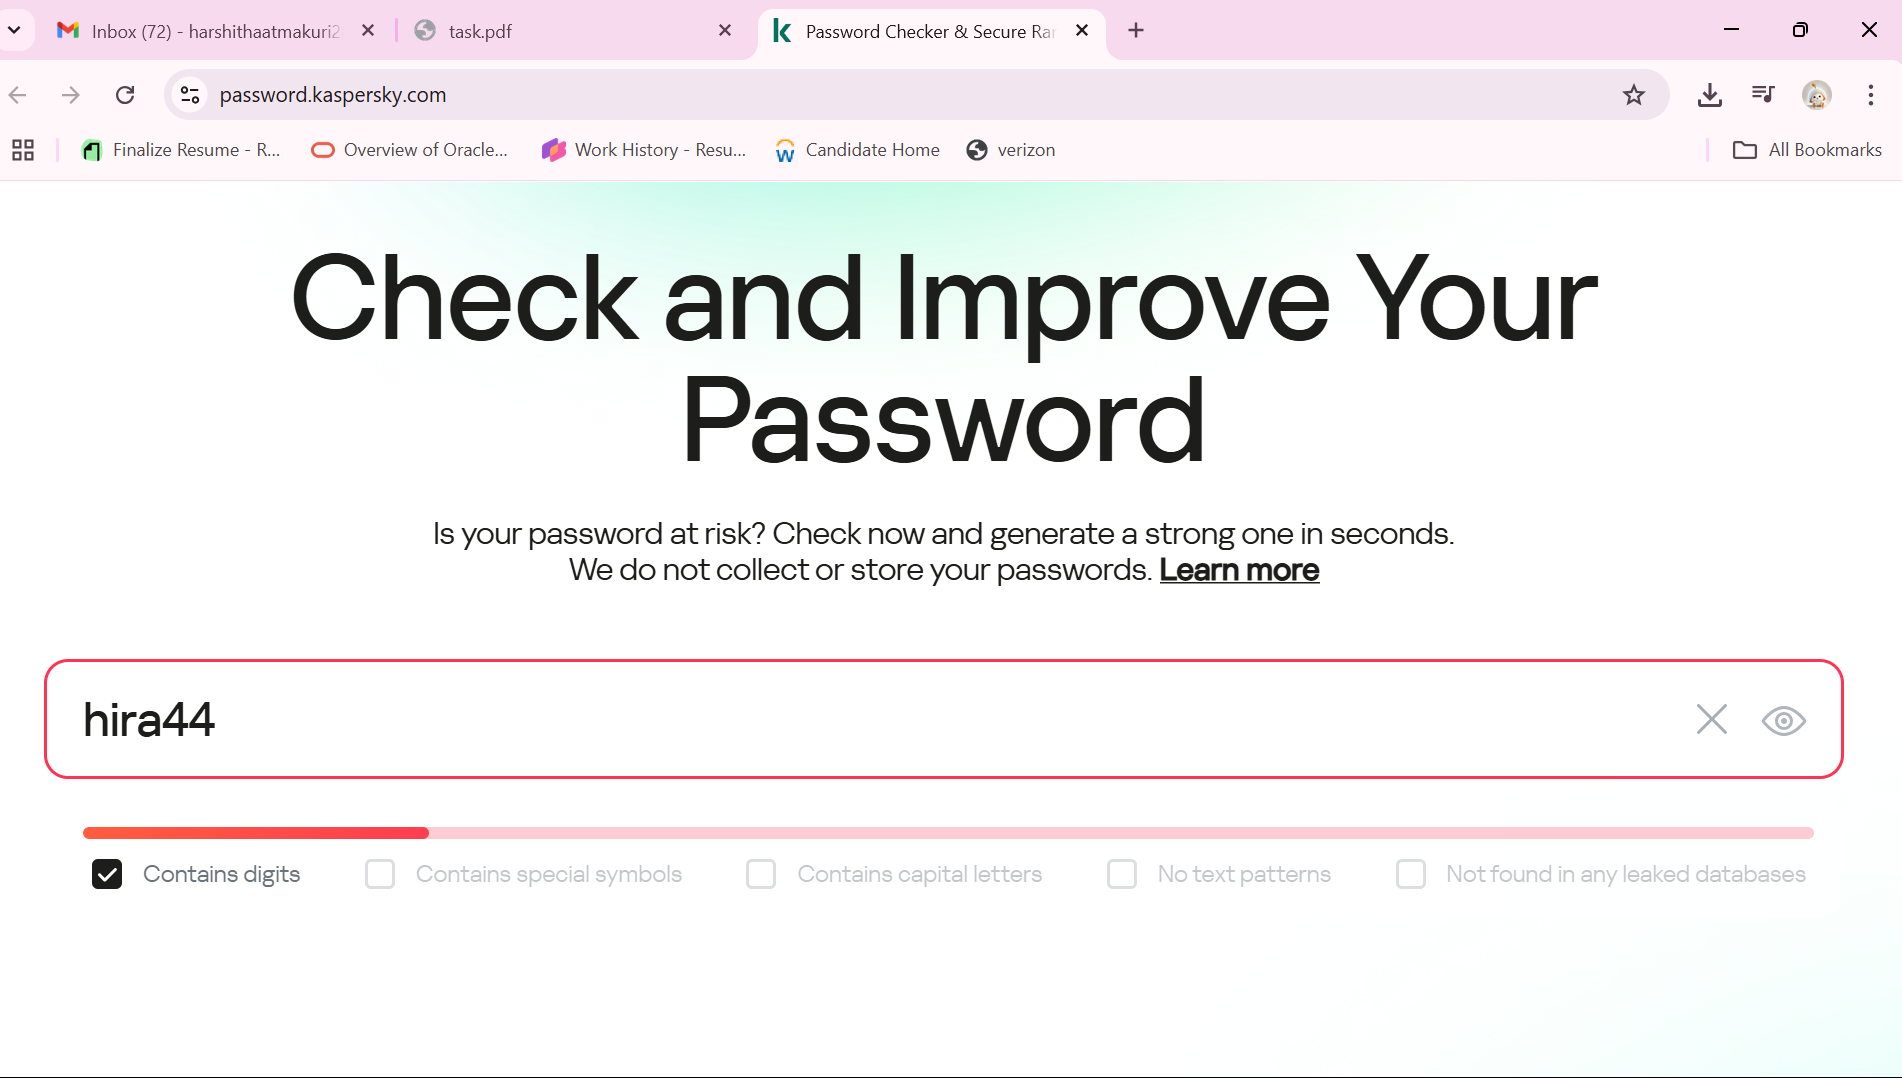 Inbox (72) - harshithaatmakuri2
task.pdf
Password Checker & Secure Rar
password.kaspersky.com
Finalize Resume - R...
Overview of Oracle...
Work History - Resu...
Candidate Home
verizon
All Bookmarks
Check and Improve Your
Password
Is your password at risk? Check now and generate a strong one in seconds.
We do not collect or store your passwords. Learn more
hira44
Contains digits
Contains special symbols
Contains capital letters
No text patterns
Not found in any leaked databases